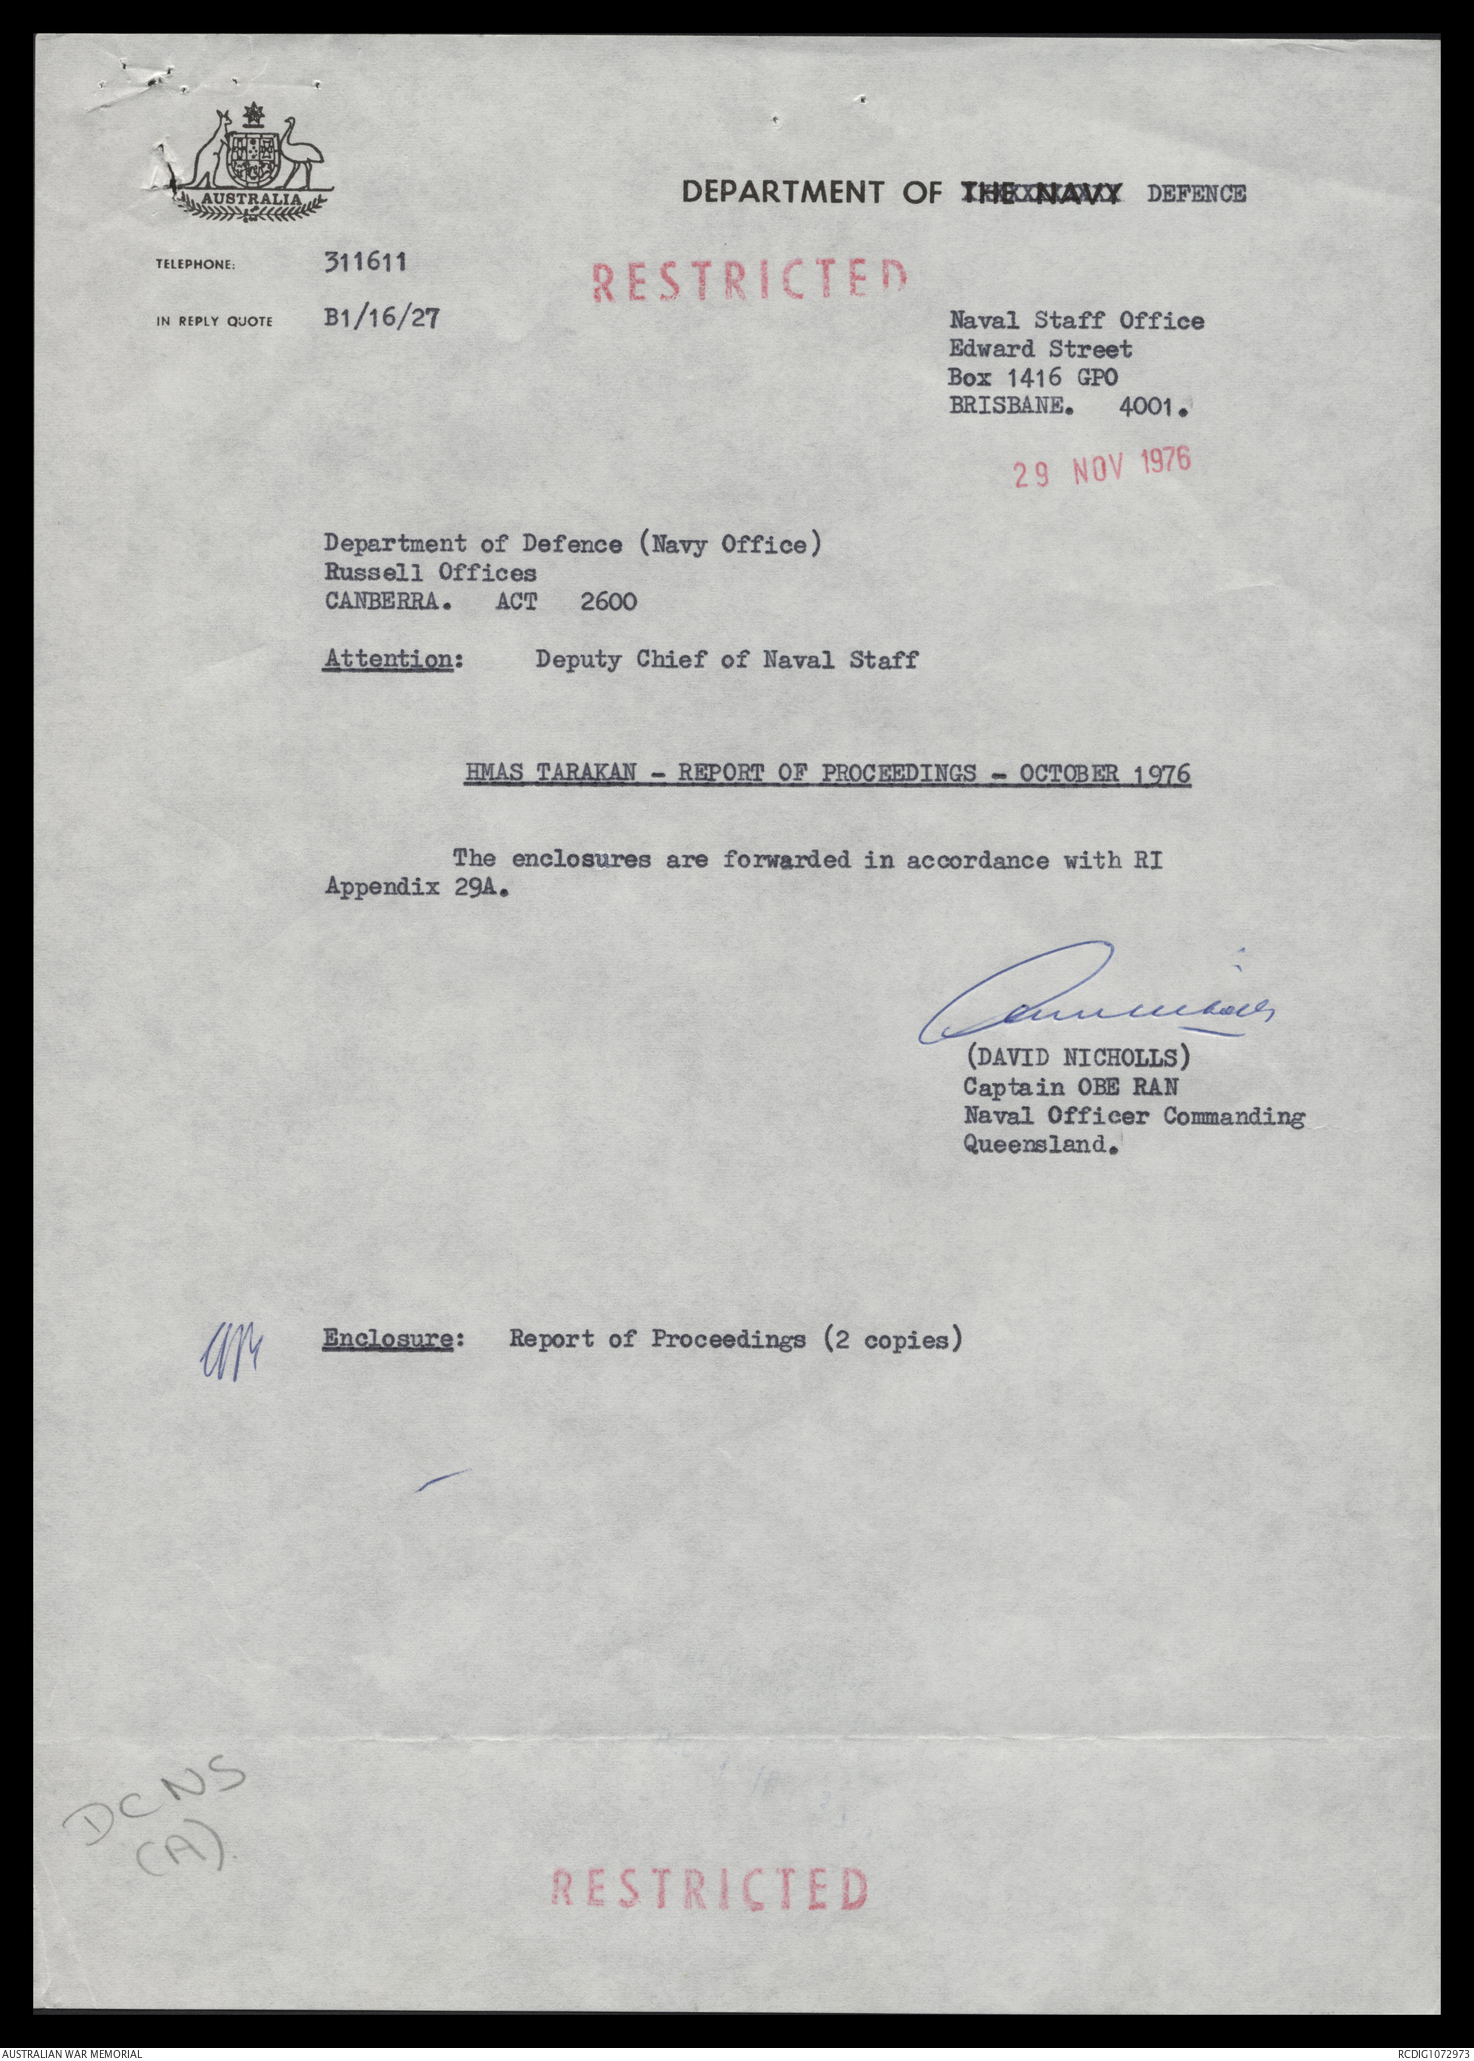 AUSTRALIA
DEPARTMENT OF THE NAVY DEFENCE
TELEPHONE: 311611
RESTRICTED
IN REPLY QUOTE B1/16/27
Naval Staff Office
Edward Street
Box 1416 GPO
BRISBANE. 4001.
29 NOV 1976
Department of Defence (Navy Office)
Russell Offices
CANBERRA. ACT 2600
Attention: Deputy Chief of Naval Staff
HMAS TARAKAN - REPORT OF PROCEEDINGS - OCTOBER 1976
The enclosures are forwarded in accordance with RI
Appendix 29A.
(DAVID NICHOLLS)
Captain OBE RAN
Naval Officer Commanding
Queensland.
Enclosure: Report of Proceedings (2 copies)
DCNS
(A).
RESTRICTED
AUSTRALIAN WAR MEMORIAL
RCDIG1072973